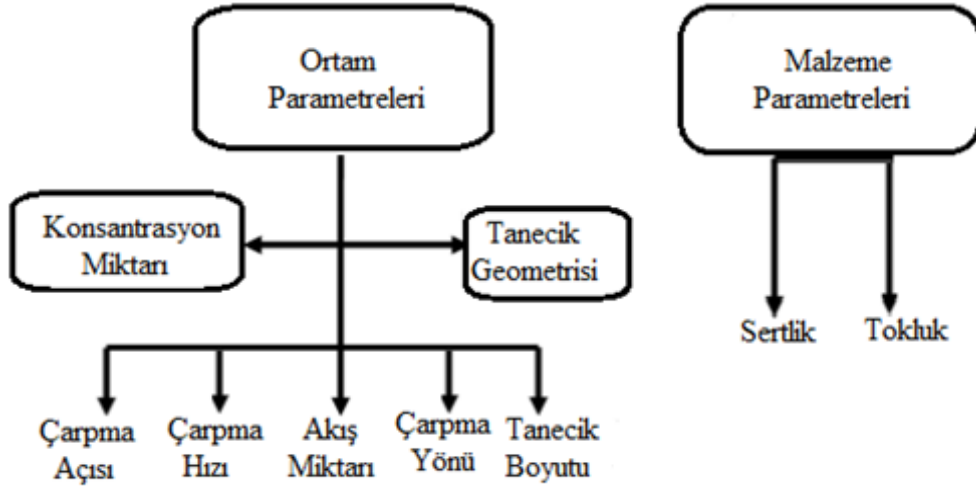 Ortam
Parametreleri
Malzeme
Parametreleri
Konsantrasyon
Miktarı
Tanecik
Geometrisi
Sertlik
Tokluk
Çarpma
Açısı
Çarpma
Hızı
Akış
Miktarı
Çarpma
Yönü
Tanecik
Boyutu